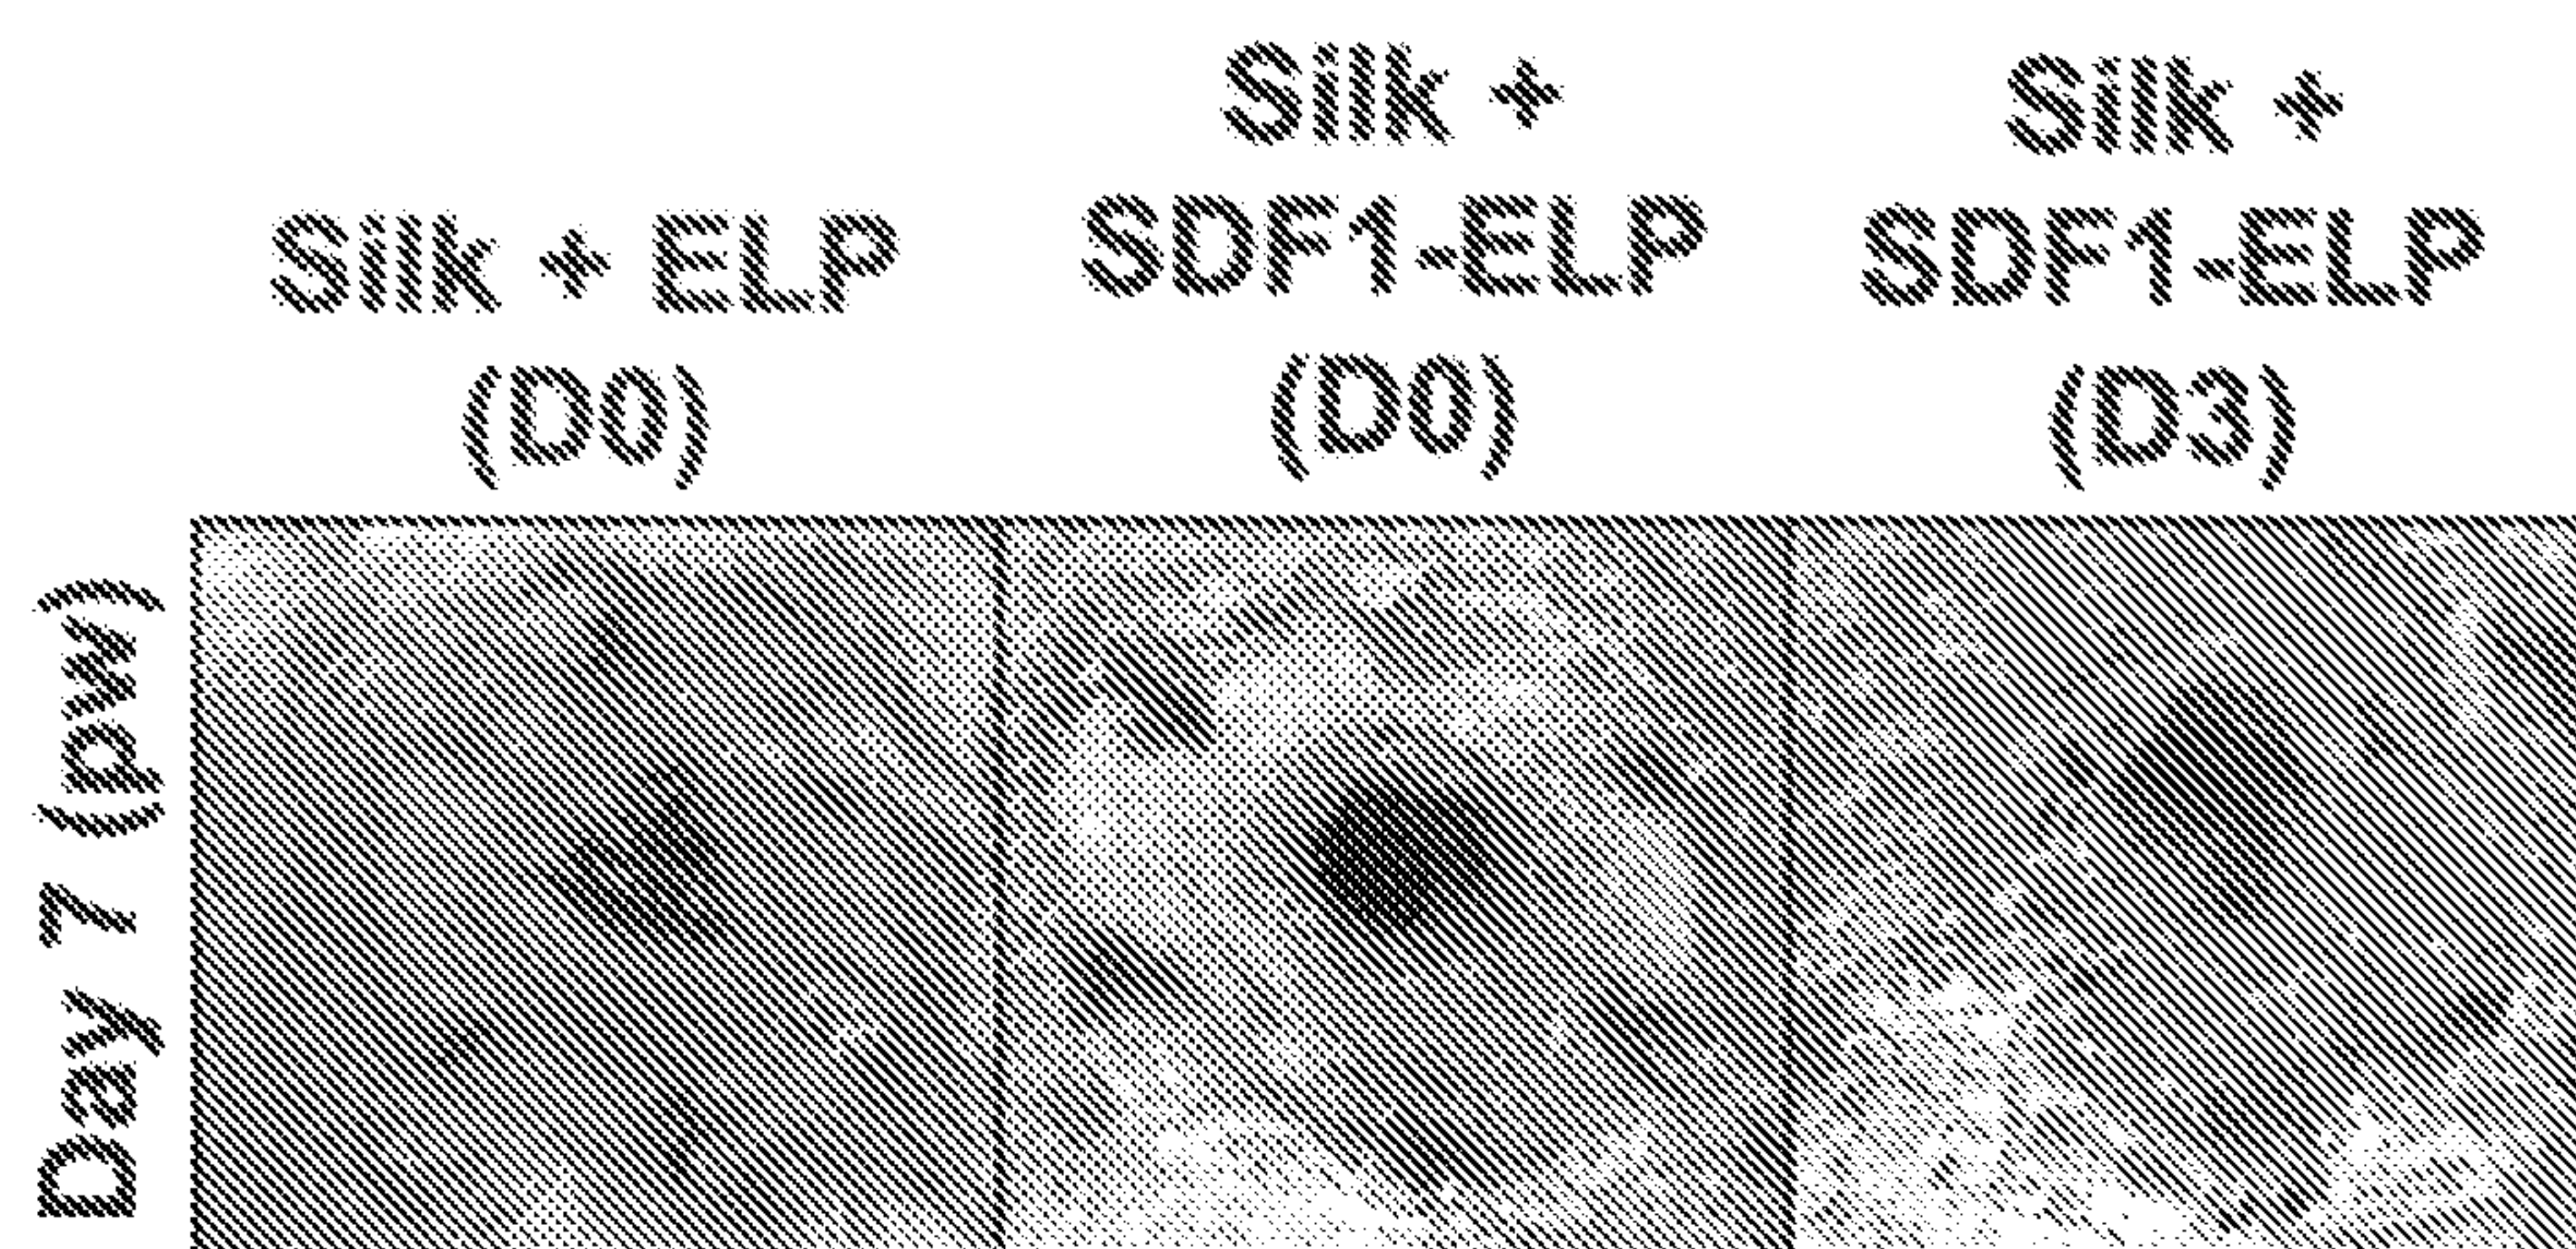 Silk + ELP
(D0)
Silk +
SDF1-ELP
(D0)
Silk +
SDF1-ELP
(D3)
Day 7 (pw)